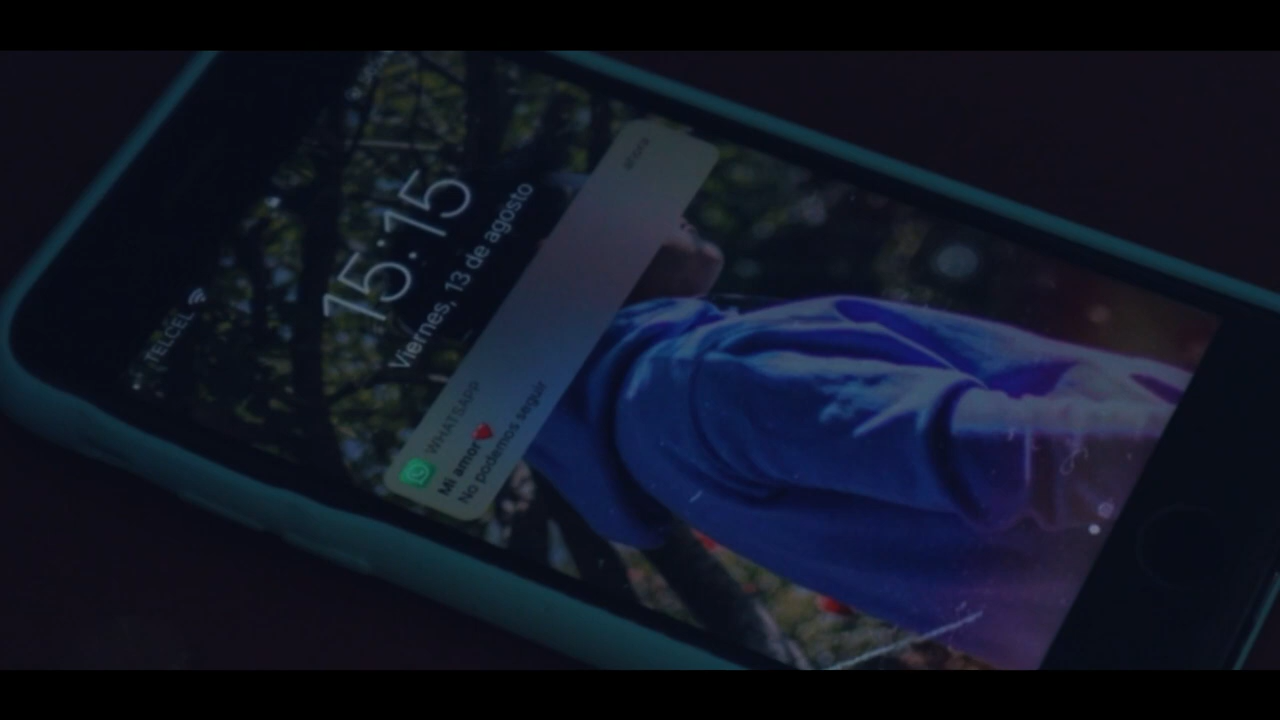 TELCEL
15:15
Viernes, 13 de agosto
WHATSAPP
ahora
Mi amor❤️
No podemos seguir